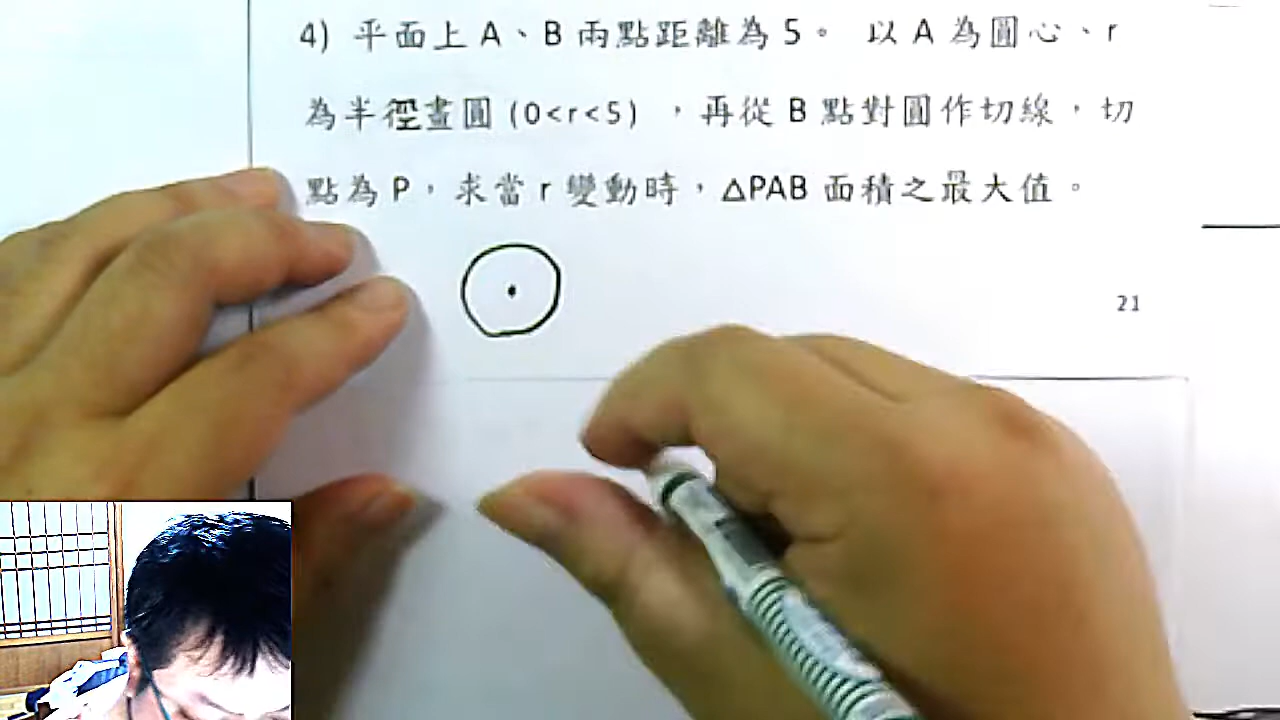 4) 平面上 A、B 兩點距離為 5。 以 A 為圓心、r
為半徑畫圓 (0<r<5) ，再從 B 點對圓作切線，切
點為 P，求當 r 變動時，△PAB 面積之最大值。
21